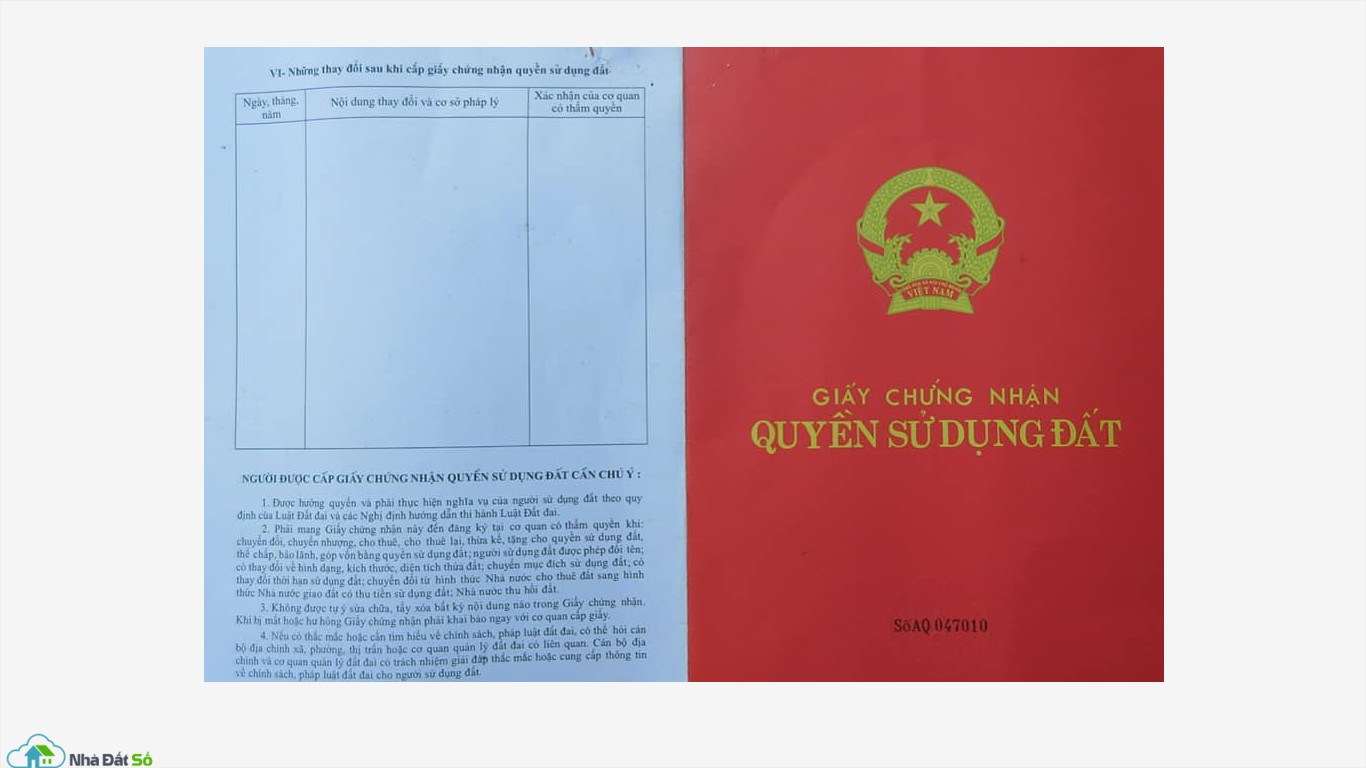 VI- Những thay đổi sau khi cấp giấy chứng nhận quyền sử dụng đất
Ngày, tháng, năm
Nội dung thay đổi và cơ sở pháp lý
Xác nhận của cơ quan có thẩm quyền
NGƯỜI ĐƯỢC CẤP GIẤY CHỨNG NHẬN QUYỀN SỬ DỤNG ĐẤT CẦN CHÚ Ý :
1. Được hưởng quyền và phải thực hiện nghĩa vụ của người sử dụng đất theo quy
định của Luật Đất đai và các Nghị định hướng dẫn thi hành Luật Đất đai.
2. Phải mang Giấy chứng nhận này đến đăng ký tại cơ quan có thẩm quyền khi:
chuyển đổi, chuyển nhượng, cho thuê, cho thuê lại, thừa kế, tặng cho quyền sử dụng đất,
thế chấp, bảo lãnh, góp vốn bằng quyền sử dụng đất; người sử dụng đất được phép đổi tên;
có thay đổi về hình dạng, kích thước, diện tích thửa đất; chuyển mục đích sử dụng đất; có
thay đổi thời hạn sử dụng đất; chuyển đổi từ hình thức Nhà nước cho thuê đất sang hình
thức Nhà nước giao đất có thu tiền sử dụng đất; Nhà nước thu hồi đất.
3. Không được tự ý sửa chữa, tẩy xóa bất kỳ nội dung nào trong Giấy chứng nhận.
Khi bị mất hoặc hư hỏng Giấy chứng nhận phải khai báo ngay với cơ quan cấp giấy.
4. Nếu có thắc mắc hoặc cần tìm hiểu về chính sách, pháp luật đất đai, có thể hỏi cán
bộ địa chính xã, phường, thị trấn hoặc cơ quan quản lý đất đai có liên quan. Cán bộ địa
chính và cơ quan quản lý đất đai có trách nhiệm giải đáp thắc mắc hoặc cung cấp thông tin
về chính sách, pháp luật đất đai cho người sử dụng đất.
VIỆT NAM
GIẤY CHỨNG NHẬN
QUYỀN SỬ DỤNG ĐẤT
Số AQ 047010
Nhà Đất Số